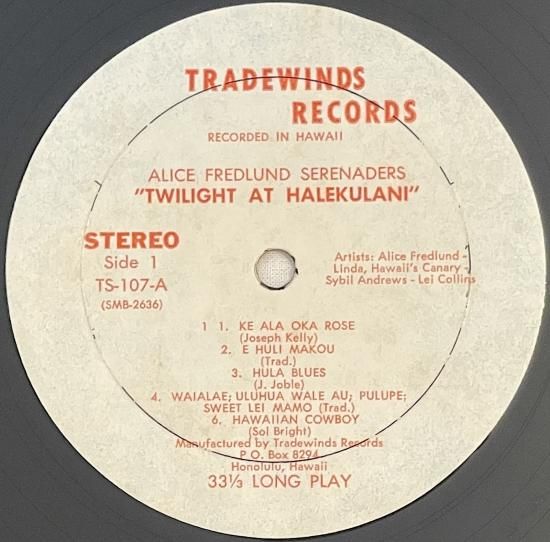 TRADEWINDS
RECORDS
RECORDED IN HAWAII
ALICE FREDLUND SERENADERS
"TWILIGHT AT HALEKULANI"
STEREO
Side 1
TS-107-A
(SMB-2636)
Artists: Alice Fredlund -
Linda, Hawaii's Canary -
Sybil Andrews - Lei Collins
1 1. KE ALA OKA ROSE
(Joseph Kelly)
2. E HULI MAKOU
(Trad.)
3. HULA BLUES
(J. Joble)
4. WAIALAE; ULUHUA WALE AU; PULUPE;
SWEET LEI MAMO (Trad.)
6. HAWAIIAN COWBOY
(Sol Bright)
Manufactured by Tradewinds Records
P O. Box 8294
Honolulu, Hawaii
33⅓ LONG PLAY